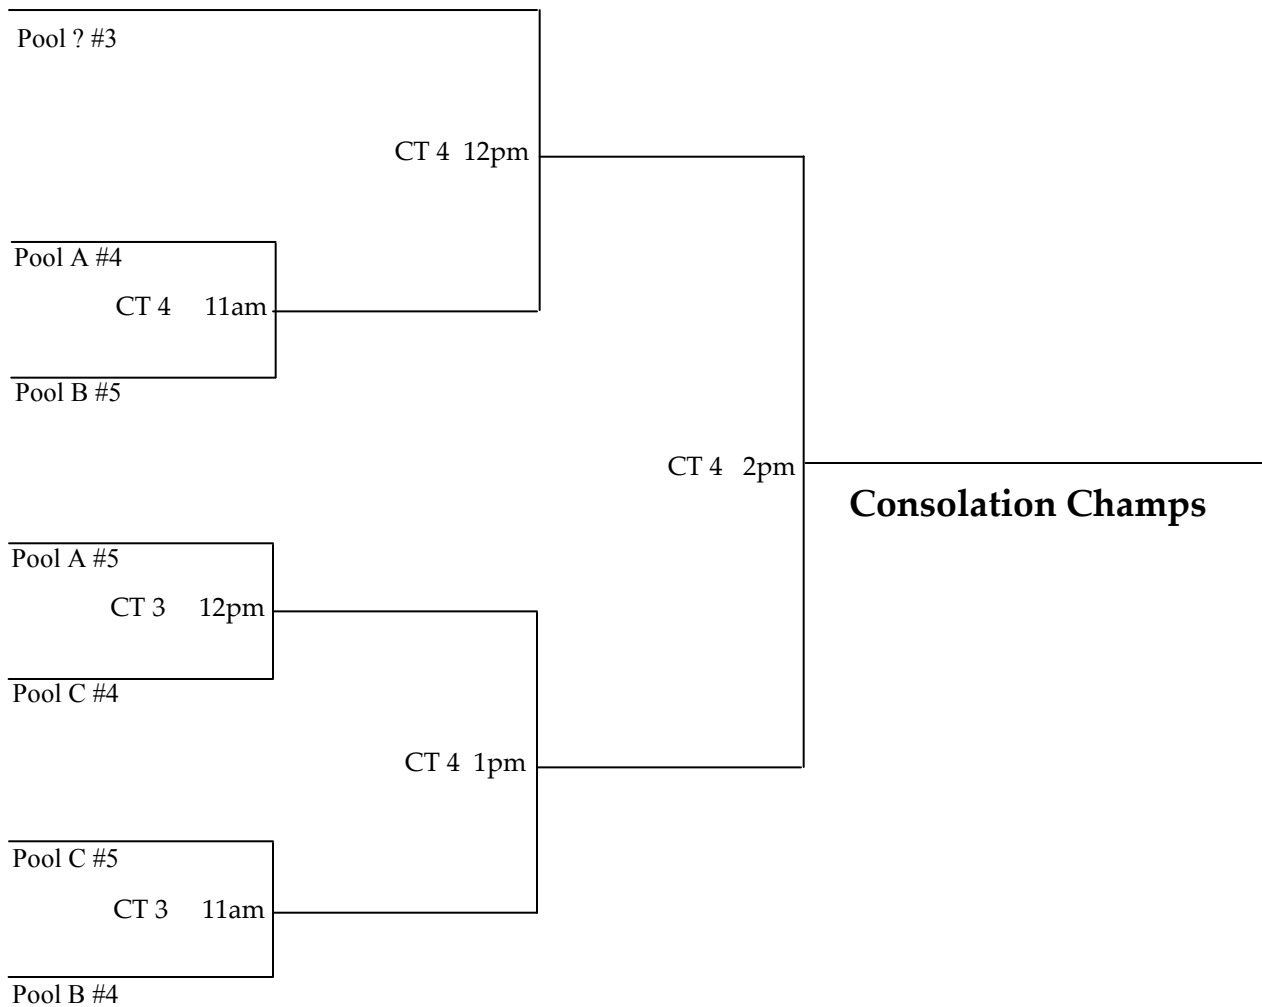 Pool ? #3
CT 4 12pm
Pool A #4
CT 4 11am
Pool B #5
CT 4 2pm
Consolation Champs
Pool A #5
CT 3 12pm
Pool C #4
CT 4 1pm
Pool C #5
CT 3 11am
Pool B #4